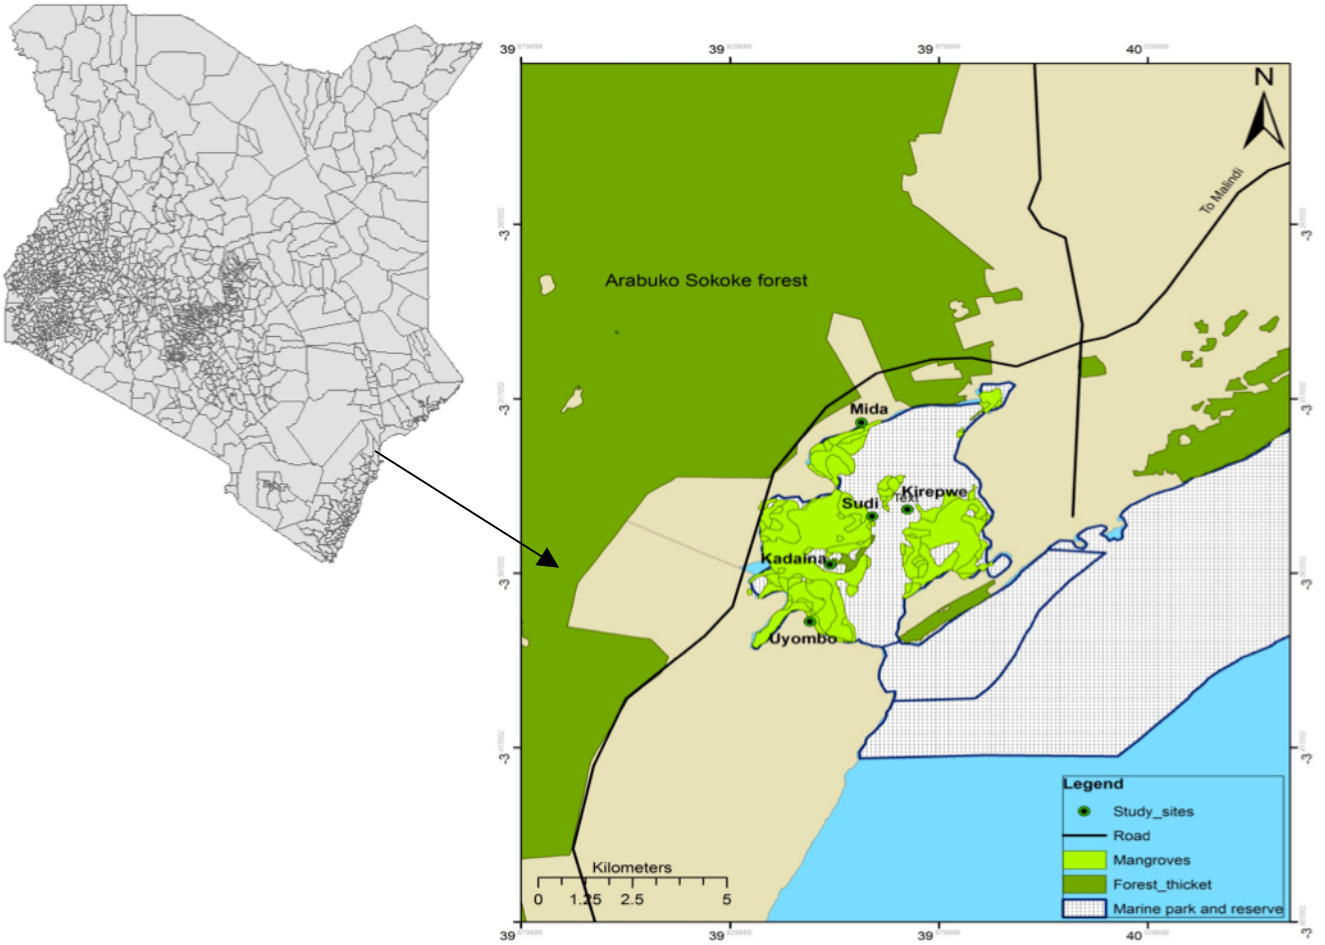 39 39 39 40
N
To Malindi
-3 -3
Arabuko Sokoke forest
-3 -3
Mida
Kirepwe
Text
Sudi
Kadaina
-3 -3
Uyombo
-3 -3
Legend
Study_sites
Road
Mangroves
Forest_thicket
Marine park and reserve
Kilometers
0 1.25 2.5 5
-3 -3
39 39 39 40